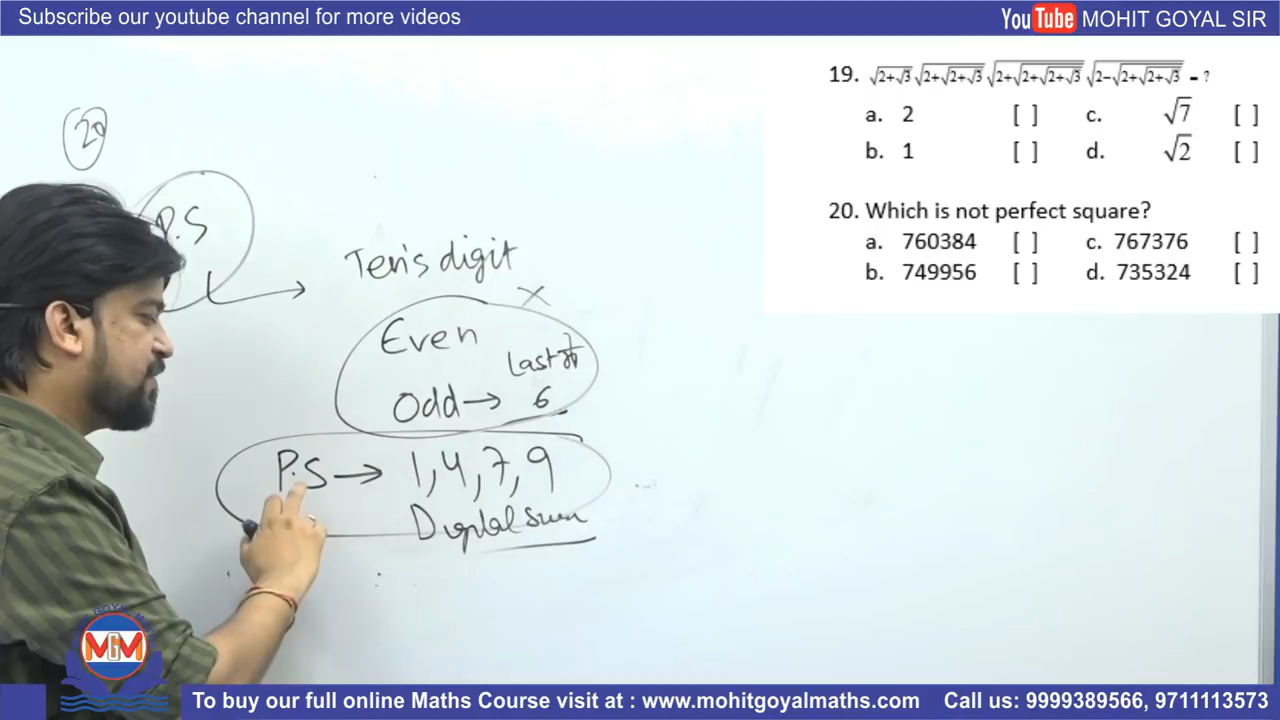 Subscribe our youtube channel for more videos
YouTube MOHIT GOYAL SIR
19. √2+√3 √2+√2+√3 √2+√2+√2+√3 √2-√2+√2+√3 = ?
a. 2 [ ] c. √7 [ ]
b. 1 [ ] d. √2 [ ]
20. Which is not perfect square?
a. 760384 [ ] c. 767376 [ ]
b. 749956 [ ] d. 735324 [ ]
20
P.S
Ten's digit
×
Even
Last
Odd → 6
P.S → 1, 4, 7, 9
Digital sum
MGM
To buy our full online Maths Course visit at : www.mohitgoyalmaths.com Call us: 9999389566, 9711113573